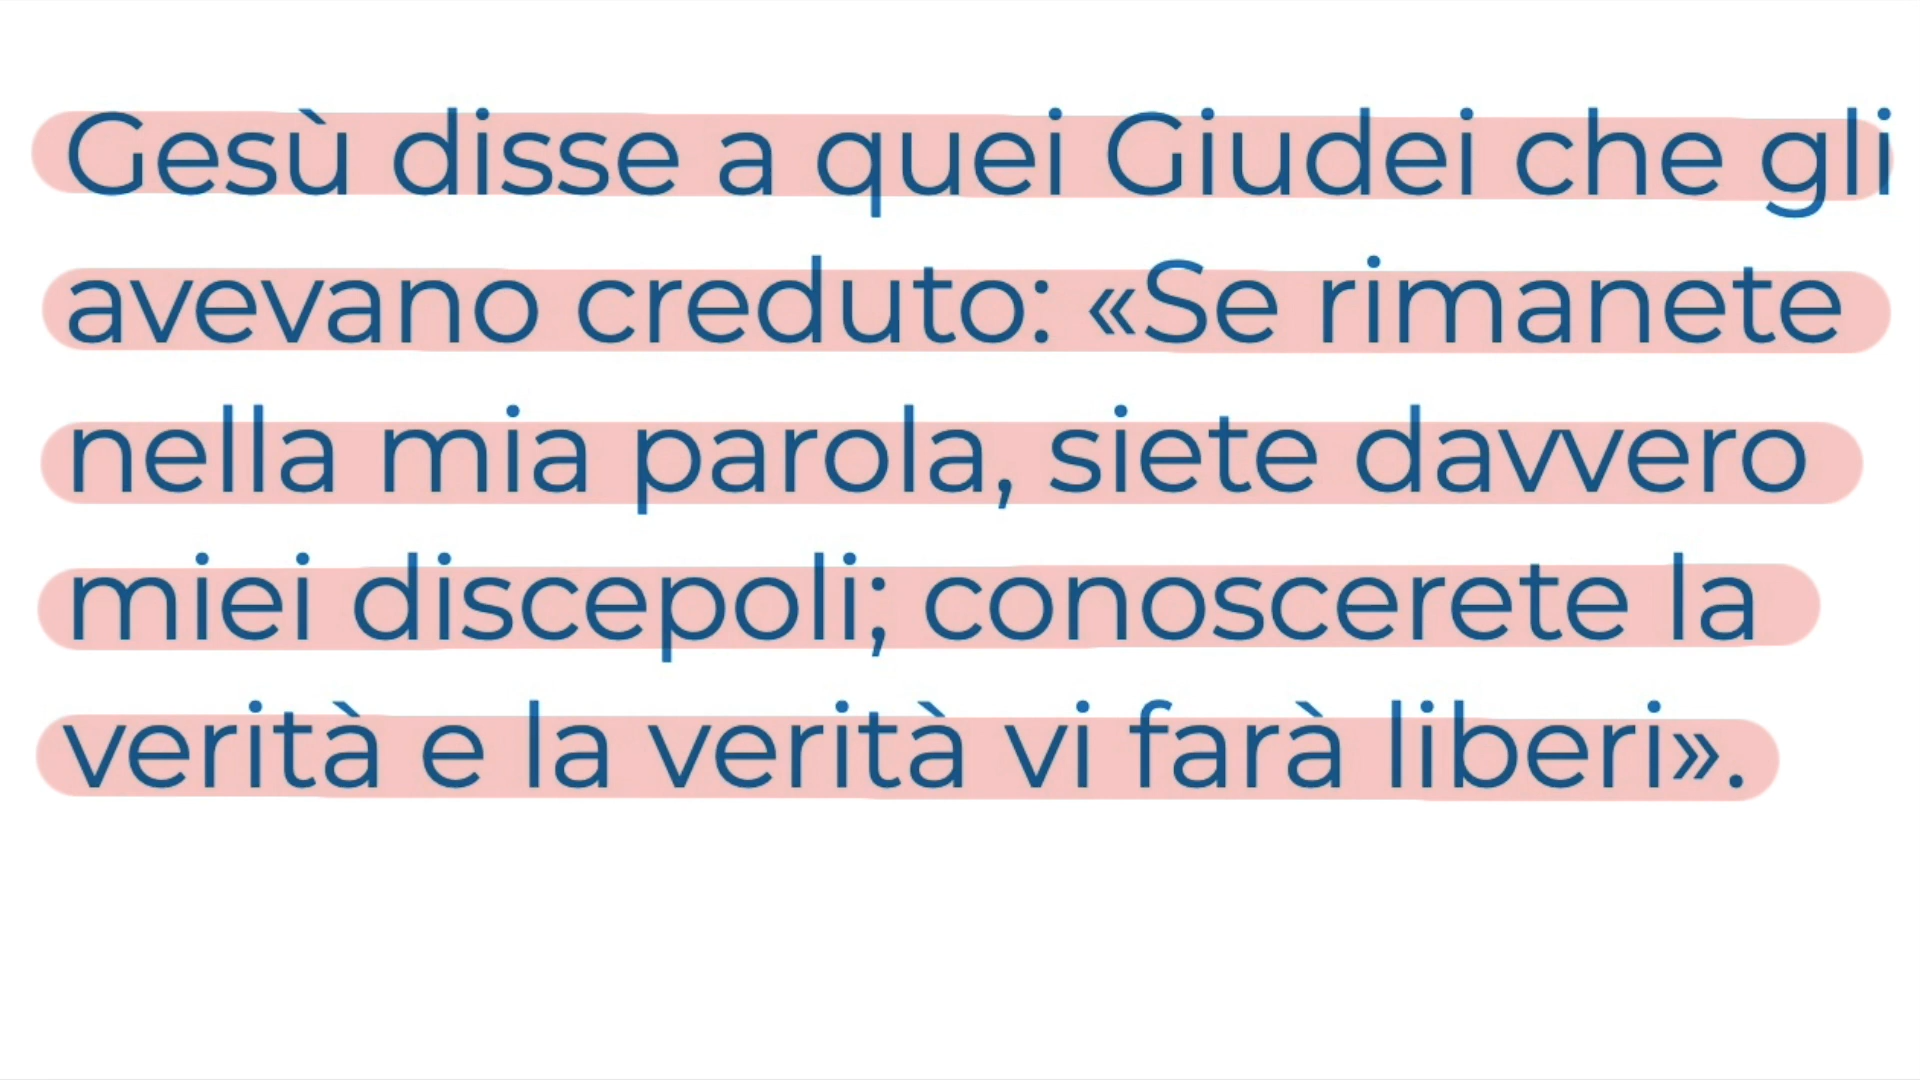 Gesù disse a quei Giudei che gli
avevano creduto: «Se rimanete
nella mia parola, siete davvero
miei discepoli; conoscerete la
verità e la verità vi farà liberi».